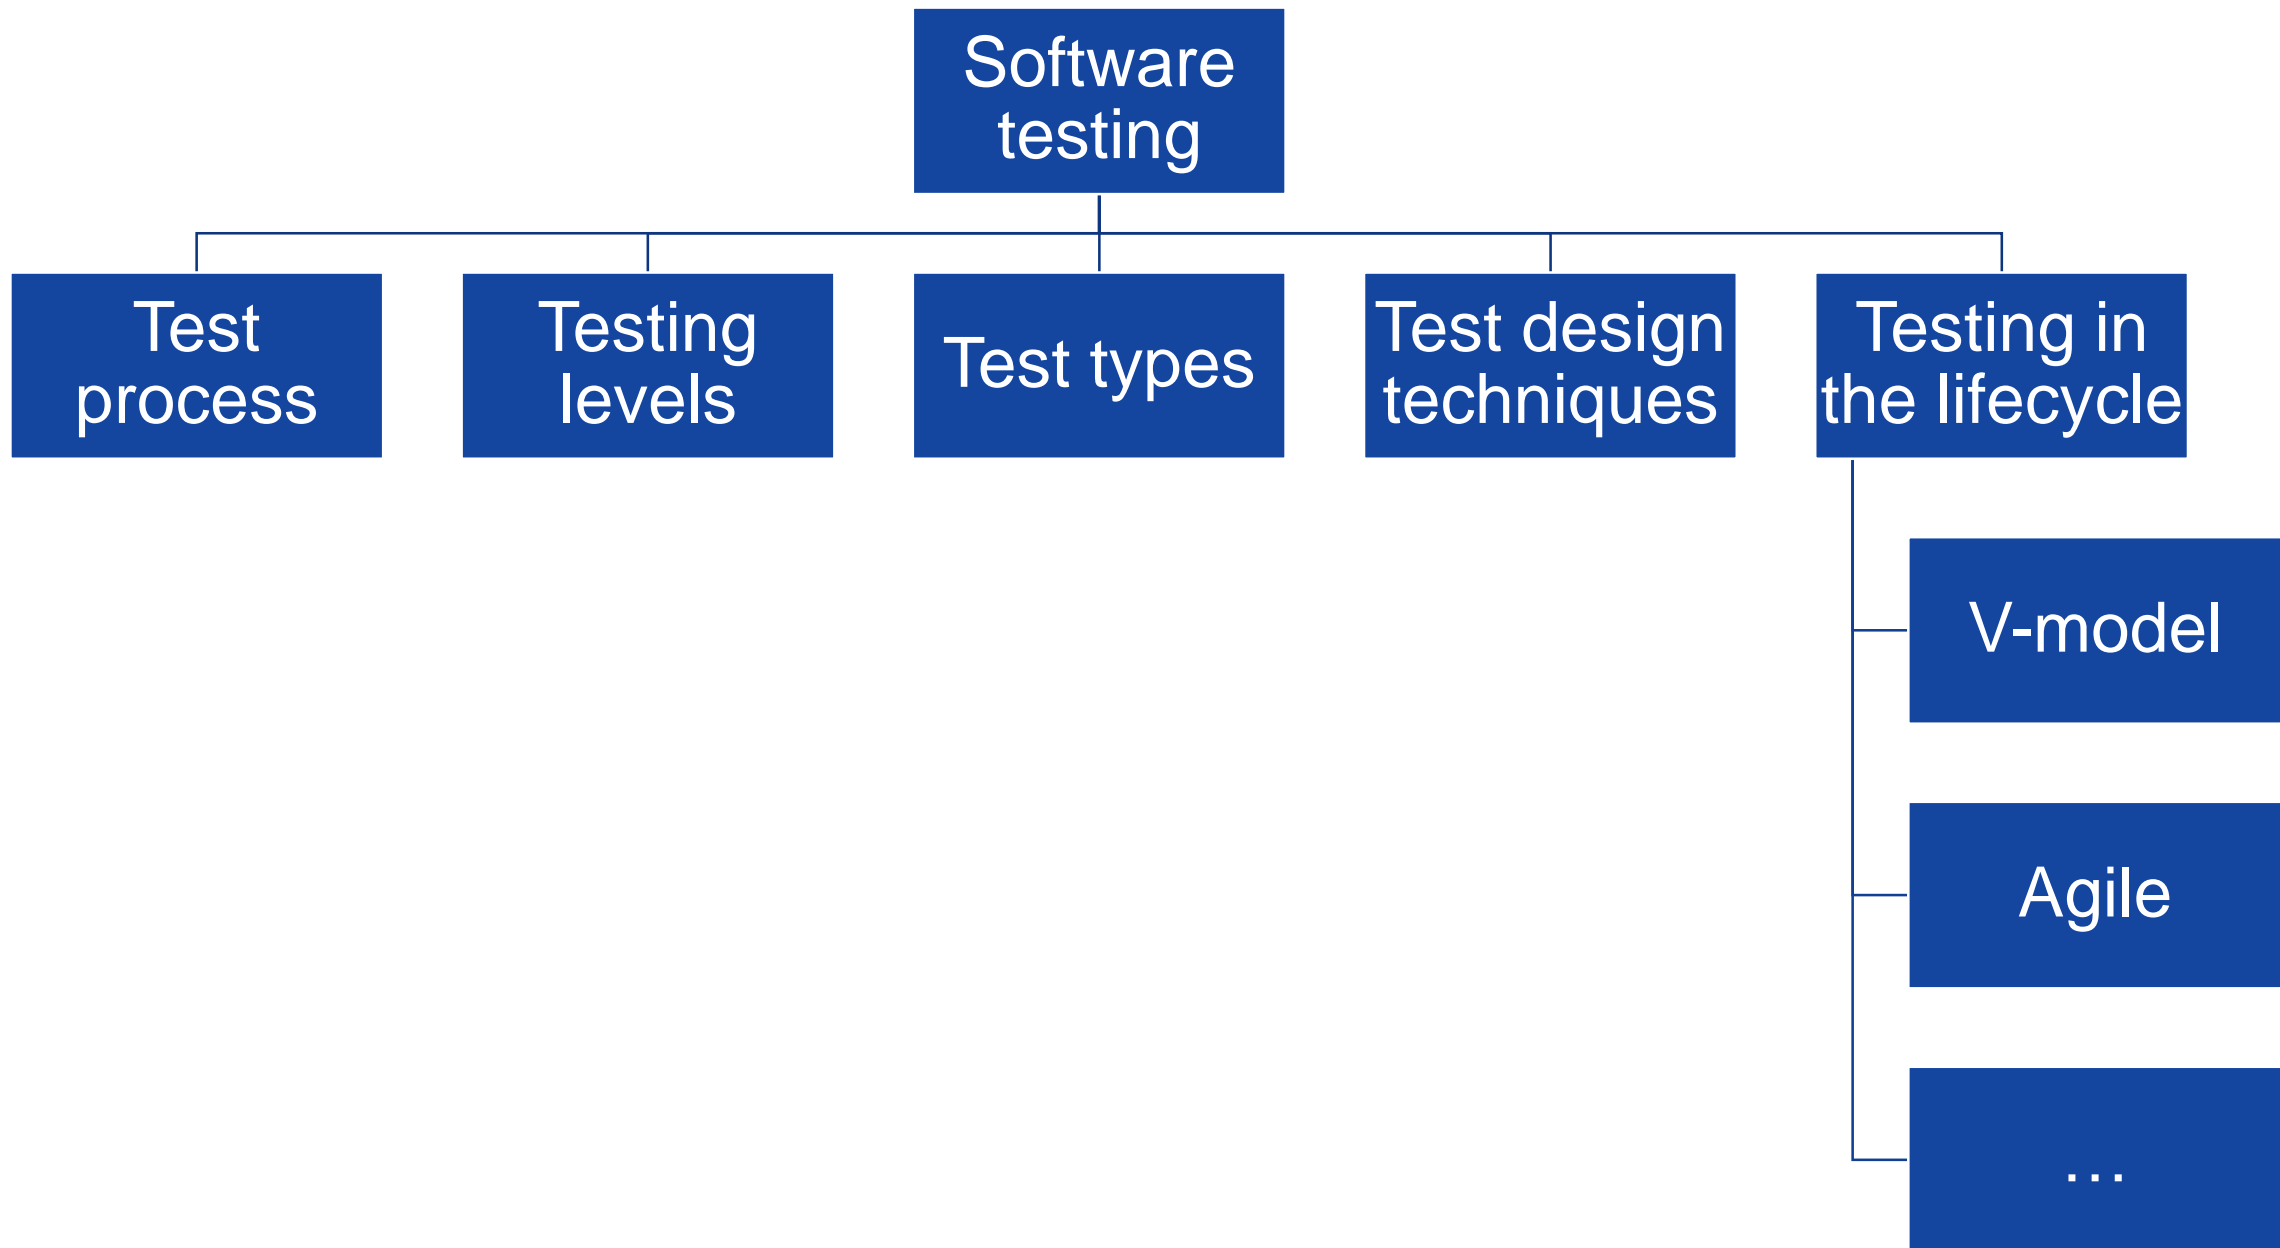 Software
testing
Test
process
Testing
levels
Test types
Test design
techniques
Testing in
the lifecycle
V-model
Agile
…